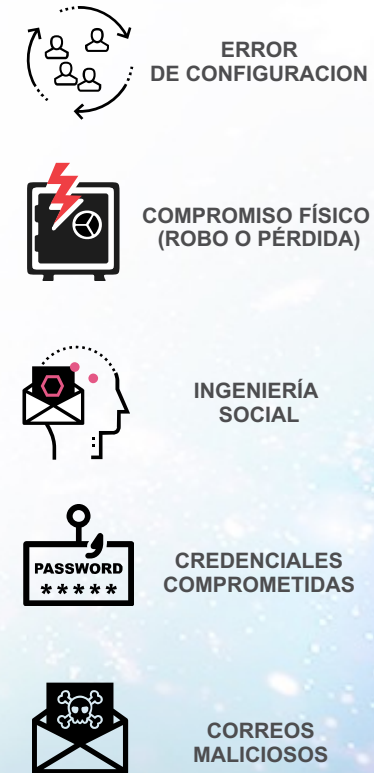 ERROR
DE CONFIGURACION
COMPROMISO FÍSICO
(ROBO O PÉRDIDA)
INGENIERÍA
SOCIAL
PASSWORD
*****
CREDENCIALES
COMPROMETIDAS
CORREOS
MALICIOSOS